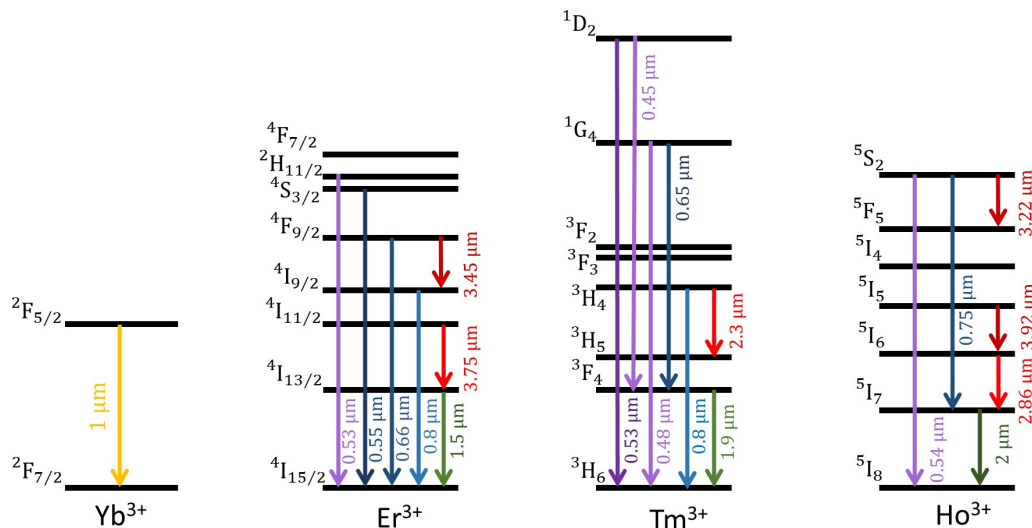 ²F₅/₂
1 μm
²F₇/₂
Yb³⁺
⁴F₇/₂
²H₁₁/₂
⁴S₃/₂
⁴F₉/₂
⁴I₉/₂
⁴I₁₁/₂
⁴I₁₃/₂
⁴I₁₅/₂
3.45 μm
3.75 μm
0.53 μm
0.55 μm
0.66 μm
0.8 μm
1.5 μm
Er³⁺
¹D₂
¹G₄
³F₂
³F₃
³H₄
³H₅
³F₄
³H₆
0.45 μm
0.65 μm
2.3 μm
0.53 μm
0.48 μm
0.8 μm
1.9 μm
Tm³⁺
⁵S₂
⁵F₅
⁵I₄
⁵I₅
⁵I₆
⁵I₇
⁵I₈
3.22 μm
0.75 μm
3.92 μm
2.86 μm
0.54 μm
2 μm
Ho³⁺